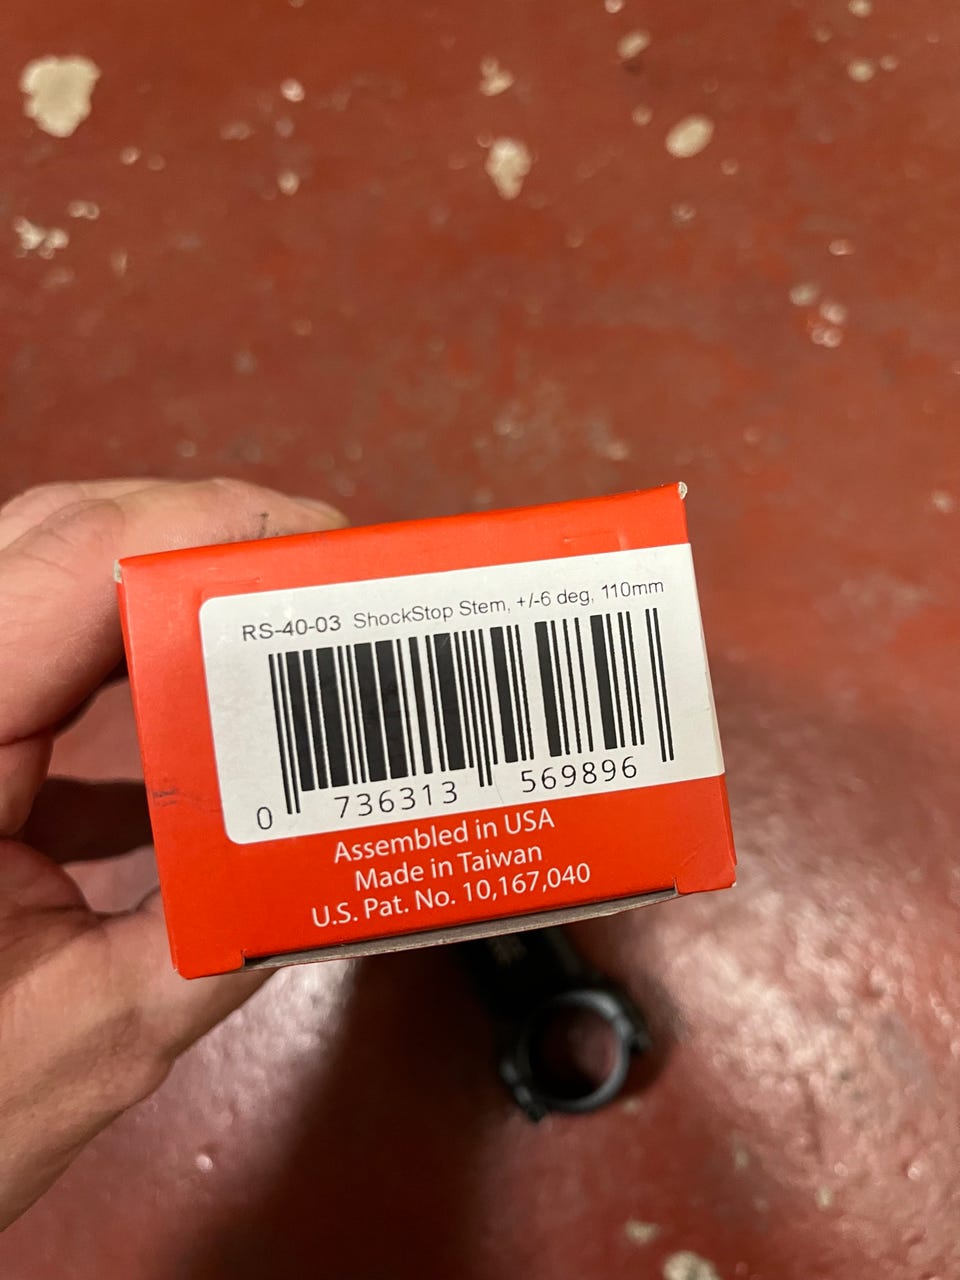 RS-40-03 ShockStop Stem, +/-6 deg, 110mm
0 736313 569896
Assembled in USA
Made in Taiwan
U.S. Pat. No. 10,167,040